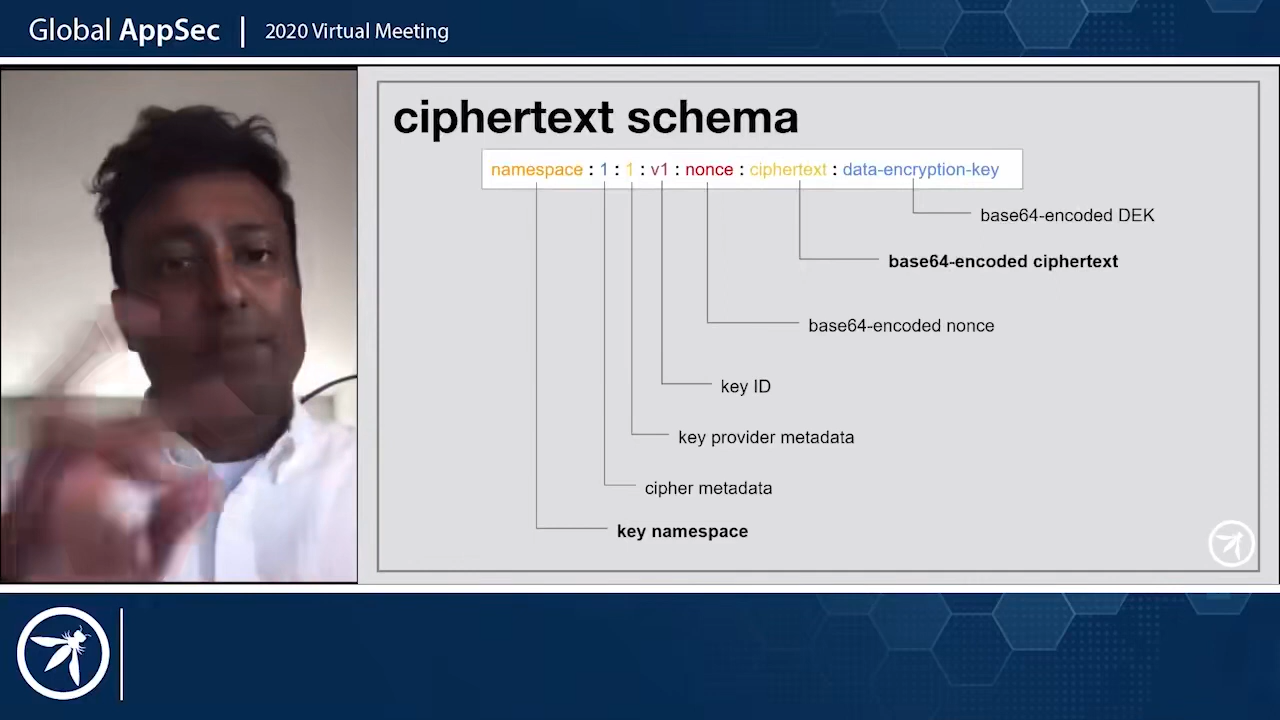 Global AppSec | 2020 Virtual Meeting
ciphertext schema
namespace : 1 : 1 : v1 : nonce : ciphertext : data-encryption-key
base64-encoded DEK
base64-encoded ciphertext
base64-encoded nonce
key ID
key provider metadata
cipher metadata
key namespace